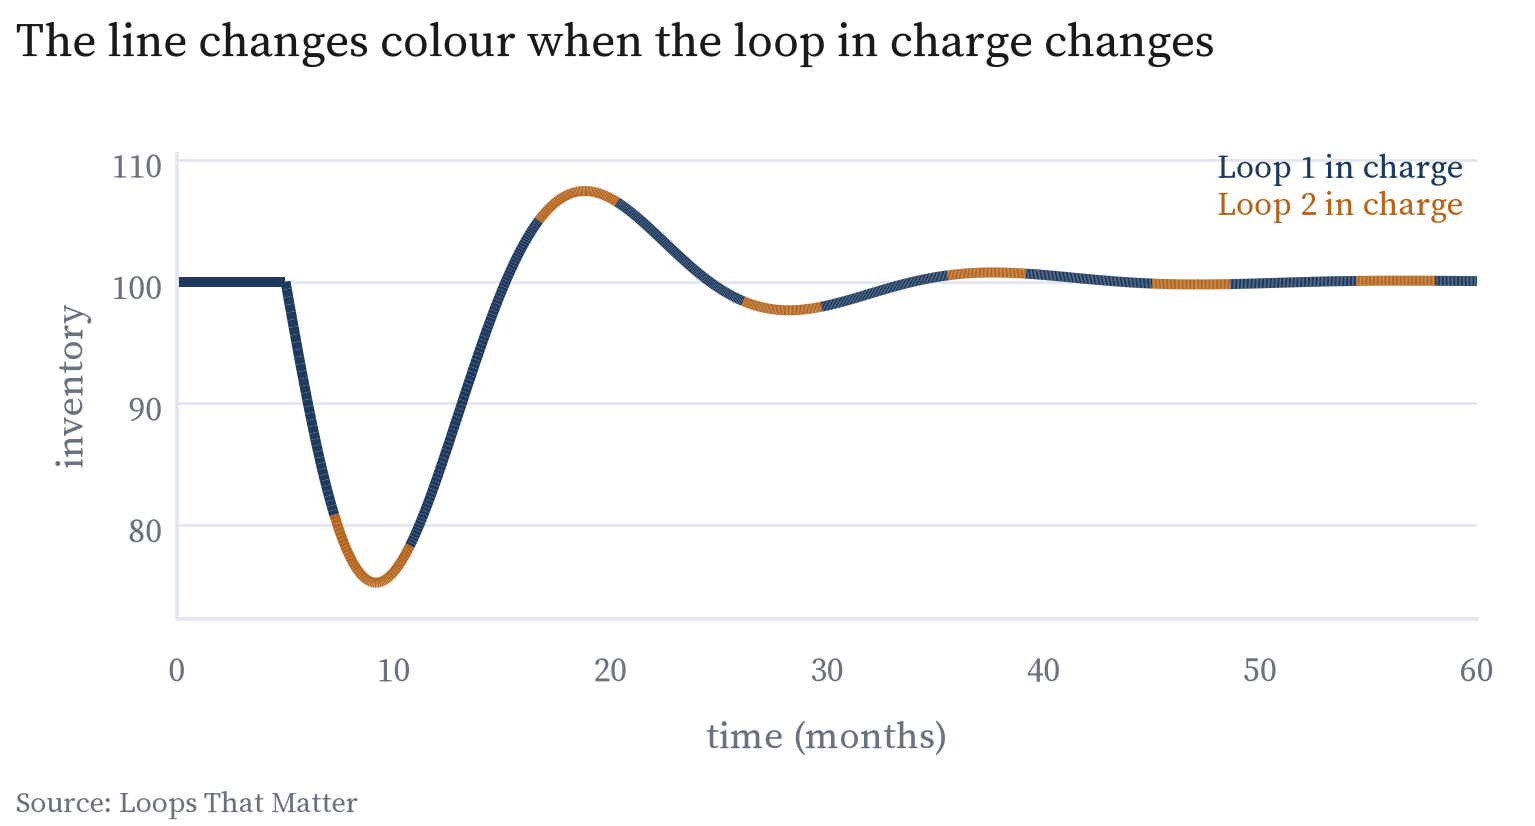 The line changes colour when the loop in charge changes
110
100
90
80
inventory
Loop 1 in charge
Loop 2 in charge
0 10 20 30 40 50 60
time (months)
Source: Loops That Matter